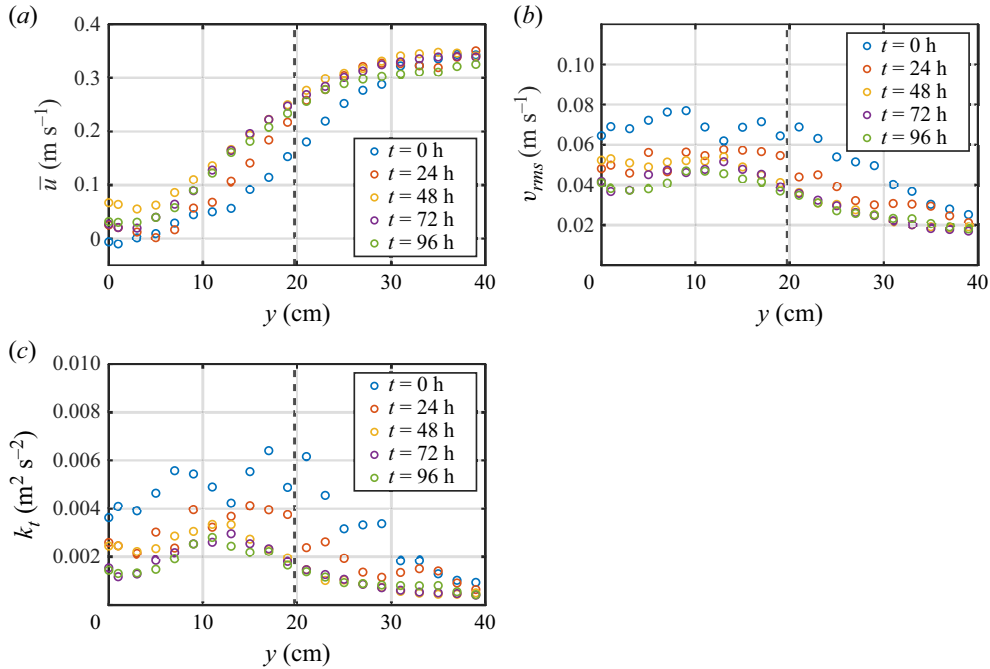 (a)
0.4
0.3
0.2
0.1
0
u̅ (m s⁻¹)
t = 0 h
t = 24 h
t = 48 h
t = 72 h
t = 96 h
0 10 20 30 40
y (cm)
(b)
0.10
0.08
0.06
0.04
0.02
v_rms (m s⁻¹)
t = 0 h
t = 24 h
t = 48 h
t = 72 h
t = 96 h
0 10 20 30 40
y (cm)
(c)
0.010
0.008
0.006
0.004
0.002
k_t (m² s⁻²)
t = 0 h
t = 24 h
t = 48 h
t = 72 h
t = 96 h
0 10 20 30 40
y (cm)